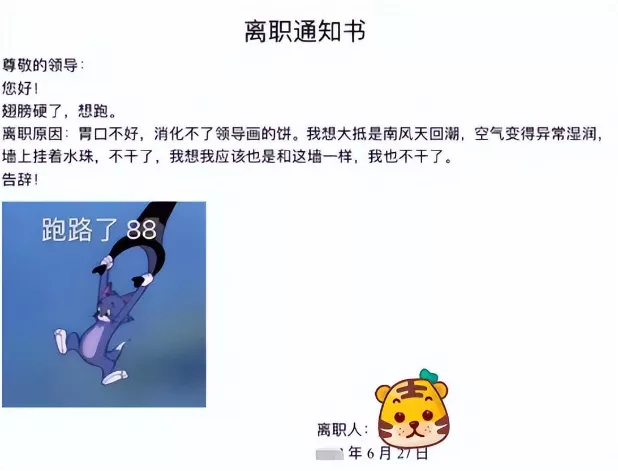 离职通知书
尊敬的领导：
您好！
翅膀硬了，想跑。
离职原因：胃口不好，消化不了领导画的饼。我想大抵是南风天回潮，空气变得异常湿润，
墙上挂着水珠，不干了，我想我应该也是和这墙一样，我也不干了。
告辞！
跑路了 88
离职人：
年 6 月 27 日